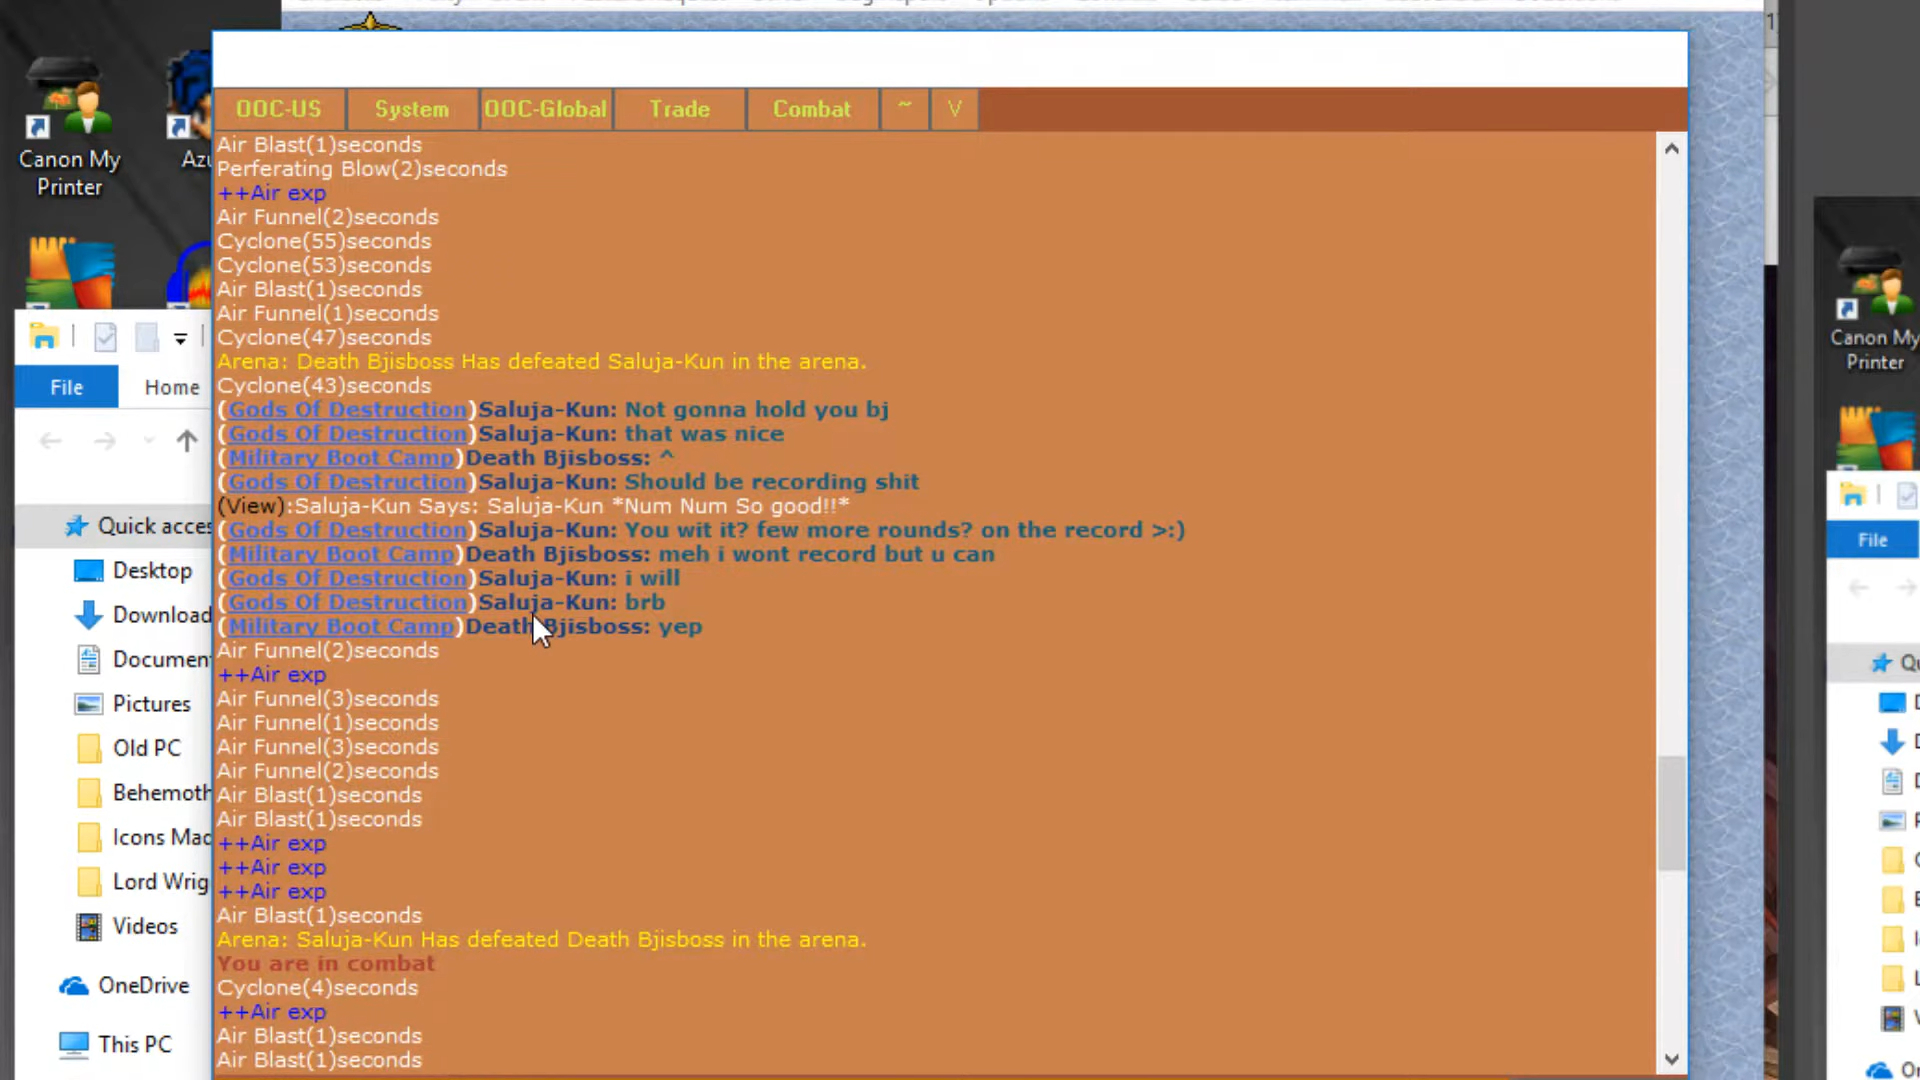 OOC-US System OOC-Global Trade Combat ~ V
Air Blast(1)seconds
Perferating Blow(2)seconds
++Air exp
Air Funnel(2)seconds
Cyclone(55)seconds
Cyclone(53)seconds
Air Blast(1)seconds
Air Funnel(1)seconds
Cyclone(47)seconds
Arena: Death Bjisboss Has defeated Saluja-Kun in the arena.
Cyclone(43)seconds
(Gods Of Destruction)Saluja-Kun: Not gonna hold you bj
(Gods Of Destruction)Saluja-Kun: that was nice
(Military Boot Camp)Death Bjisboss: ^
(Gods Of Destruction)Saluja-Kun: Should be recording shit
(View):Saluja-Kun Says: Saluja-Kun *Num Num So good!!*
(Gods Of Destruction)Saluja-Kun: You wit it? few more rounds? on the record >:)
(Military Boot Camp)Death Bjisboss: meh i wont record but u can
(Gods Of Destruction)Saluja-Kun: i will
(Gods Of Destruction)Saluja-Kun: brb
(Military Boot Camp)Death Bjisboss: yep
Air Funnel(2)seconds
++Air exp
Air Funnel(3)seconds
Air Funnel(1)seconds
Air Funnel(3)seconds
Air Funnel(2)seconds
Air Blast(1)seconds
Air Blast(1)seconds
++Air exp
++Air exp
++Air exp
Air Blast(1)seconds
Arena: Saluja-Kun Has defeated Death Bjisboss in the arena.
You are in combat
Cyclone(4)seconds
++Air exp
Air Blast(1)seconds
Air Blast(1)seconds
Canon My
Printer
Azu
File Home
Quick acces
Desktop
Download
Documen
Pictures
Old PC
Behemoth
Icons Mad
Lord Wrig
Videos
OneDrive
This PC
Canon My
Printer
File